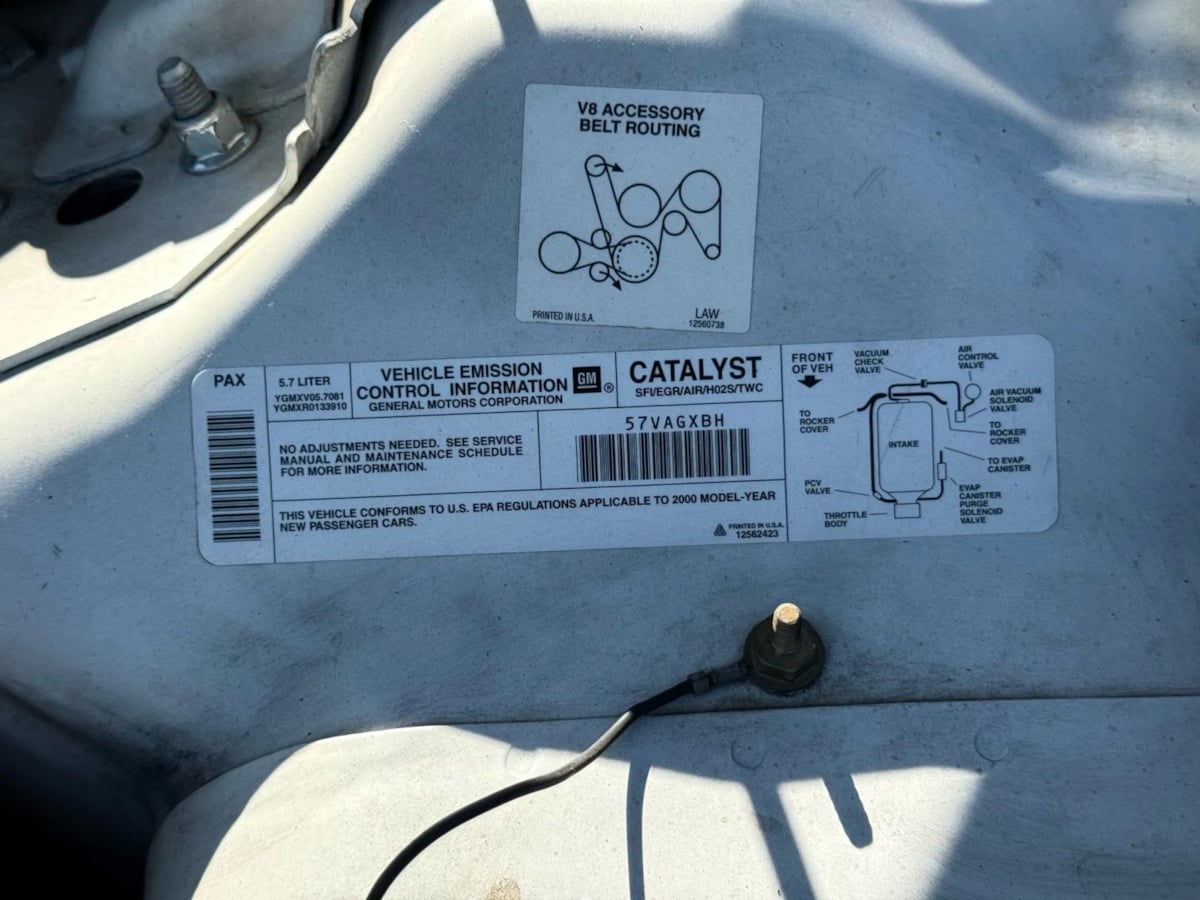 V8 ACCESSORY
BELT ROUTING
PRINTED IN U.S.A.
LAW
12560738
PAX
5.7 LITER
YGMXV05.7081
YGMXR0133910
VEHICLE EMISSION
CONTROL INFORMATION
GENERAL MOTORS CORPORATION
GM
®
CATALYST
SFI/EGR/AIR/H02S/TWC
NO ADJUSTMENTS NEEDED. SEE SERVICE
MANUAL AND MAINTENANCE SCHEDULE
FOR MORE INFORMATION.
57VAGXBH
THIS VEHICLE CONFORMS TO U.S. EPA REGULATIONS APPLICABLE TO 2000 MODEL-YEAR
NEW PASSENGER CARS.
PRINTED IN U.S.A.
12562423
FRONT
OF VEH
VACUUM
CHECK
VALVE
AIR
CONTROL
VALVE
AIR VACUUM
SOLENOID
VALVE
TO
ROCKER
COVER
TO
ROCKER
COVER
INTAKE
TO EVAP
CANISTER
PCV
VALVE
EVAP
CANISTER
PURGE
SOLENOID
VALVE
THROTTLE
BODY